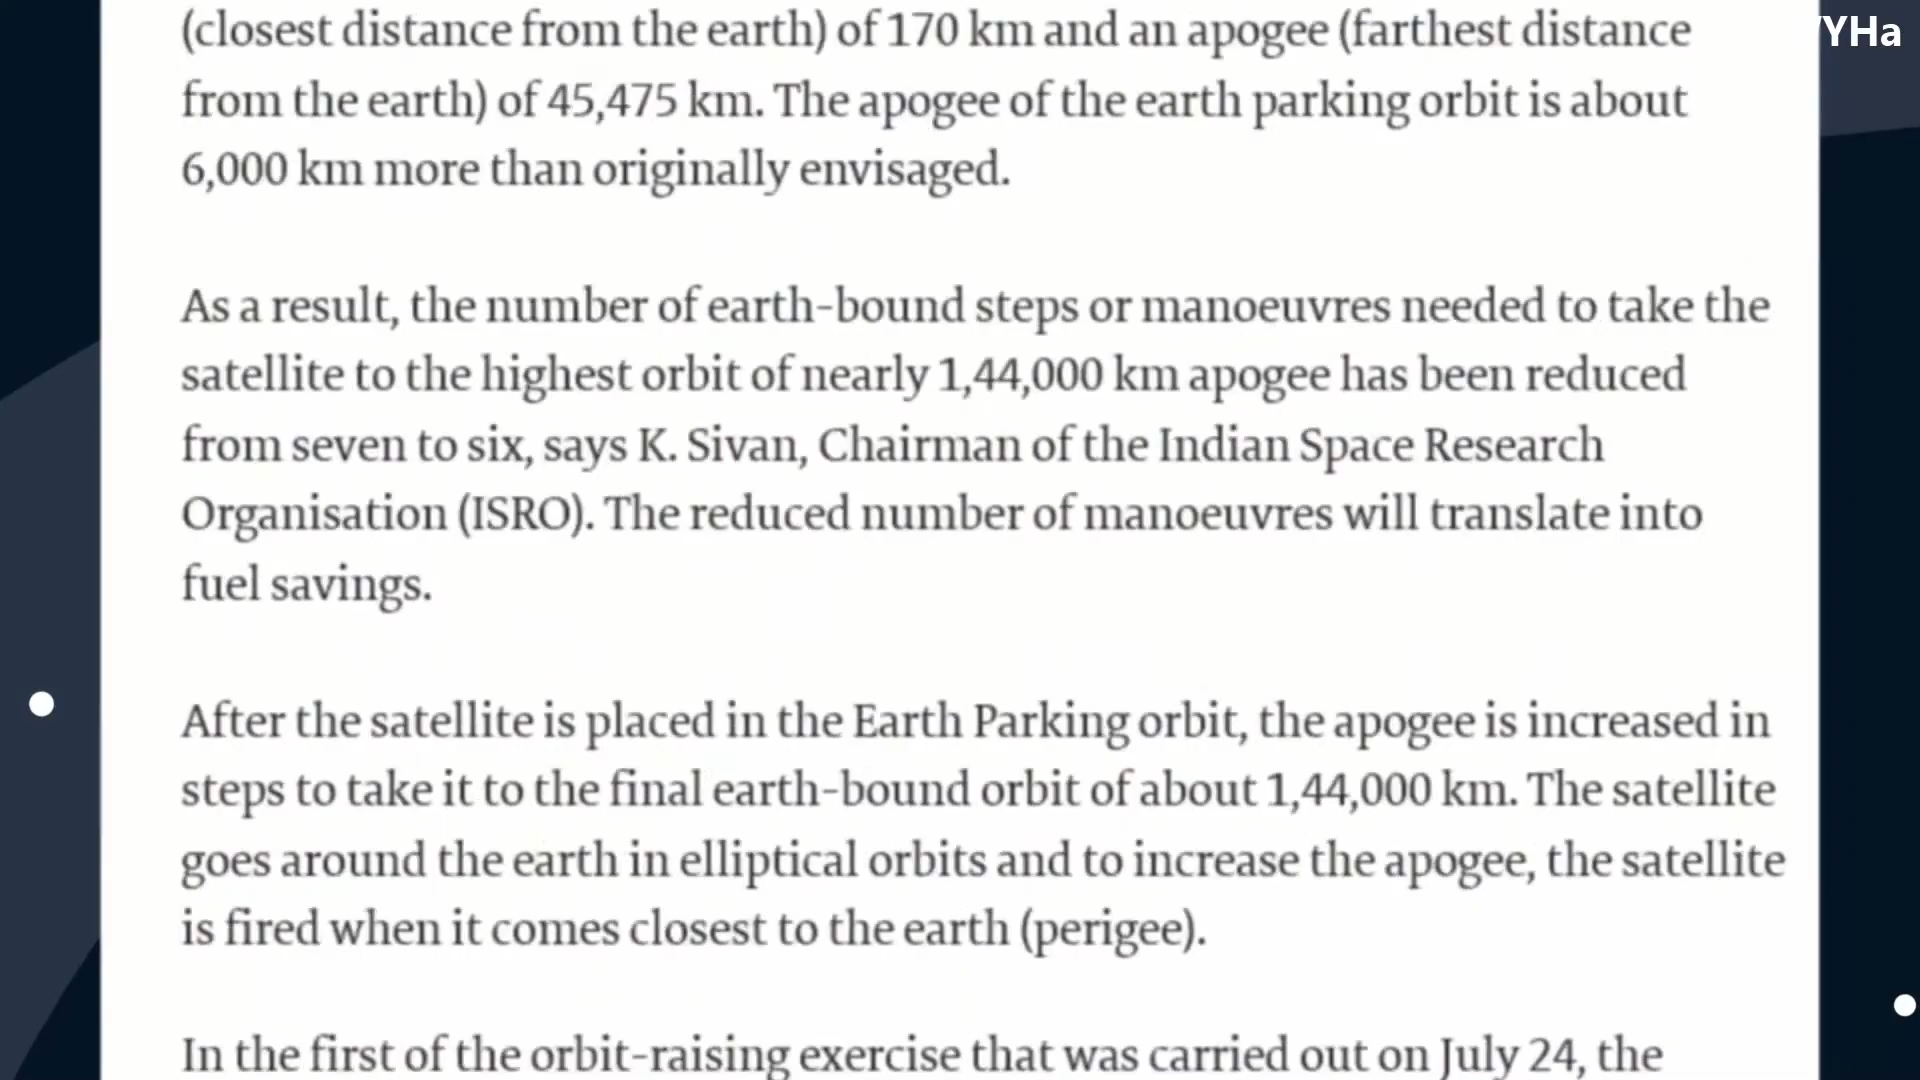 (closest distance from the earth) of 170 km and an apogee (farthest distance
from the earth) of 45,475 km. The apogee of the earth parking orbit is about
6,000 km more than originally envisaged.
As a result, the number of earth-bound steps or manoeuvres needed to take the
satellite to the highest orbit of nearly 1,44,000 km apogee has been reduced
from seven to six, says K. Sivan, Chairman of the Indian Space Research
Organisation (ISRO). The reduced number of manoeuvres will translate into
fuel savings.
After the satellite is placed in the Earth Parking orbit, the apogee is increased in
steps to take it to the final earth-bound orbit of about 1,44,000 km. The satellite
goes around the earth in elliptical orbits and to increase the apogee, the satellite
is fired when it comes closest to the earth (perigee).
In the first of the orbit-raising exercise that was carried out on July 24, the